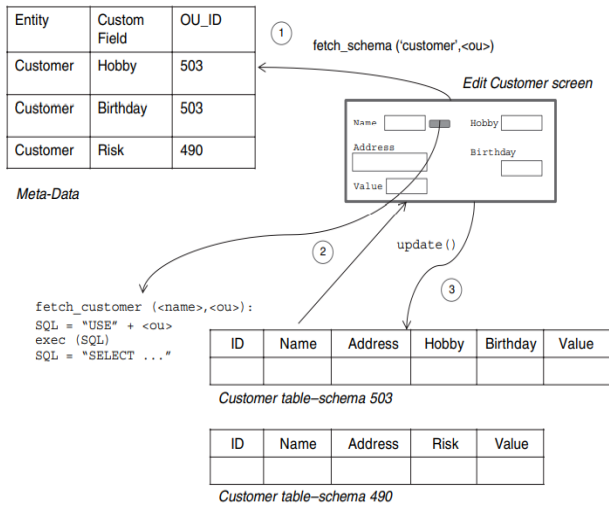 Entity Custom Field OU_ID
Customer Hobby 503
Customer Birthday 503
Customer Risk 490
Meta-Data
1
fetch_schema (‘customer’,<ou>)
Edit Customer screen
Name Hobby
Address Birthday
Value
2
update()
3
fetch_customer (<name>,<ou>):
SQL = “USE” + <ou>
exec (SQL)
SQL = “SELECT ...”
ID Name Address Hobby Birthday Value
Customer table–schema 503
ID Name Address Risk Value
Customer table–schema 490